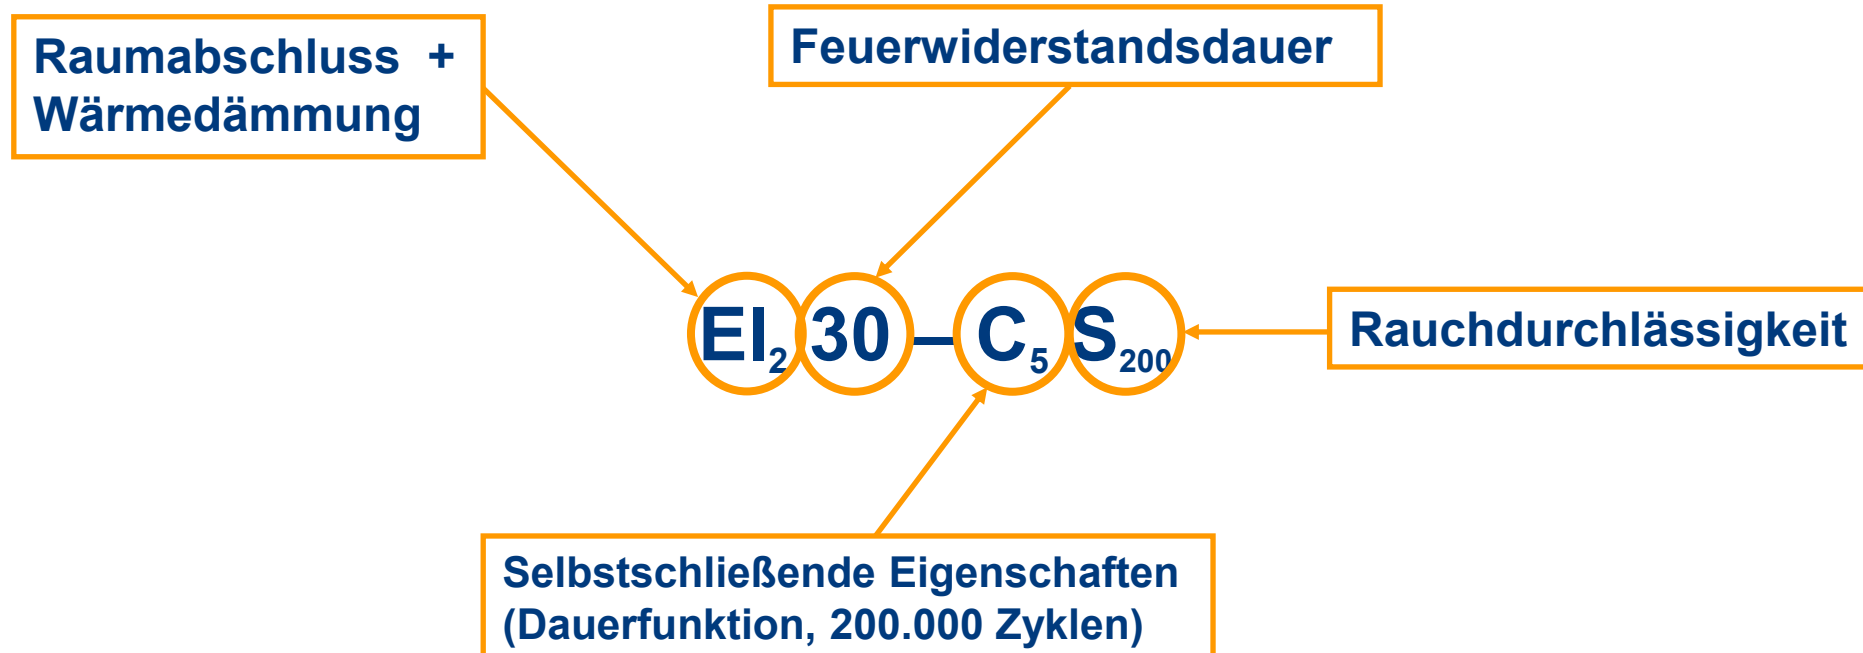 Raumabschluss +
Wärmedämmung
Feuerwiderstandsdauer
EI₂ 30 – C₅ S₂₀₀
Rauchdurchlässigkeit
Selbstschließende Eigenschaften
(Dauerfunktion, 200.000 Zyklen)